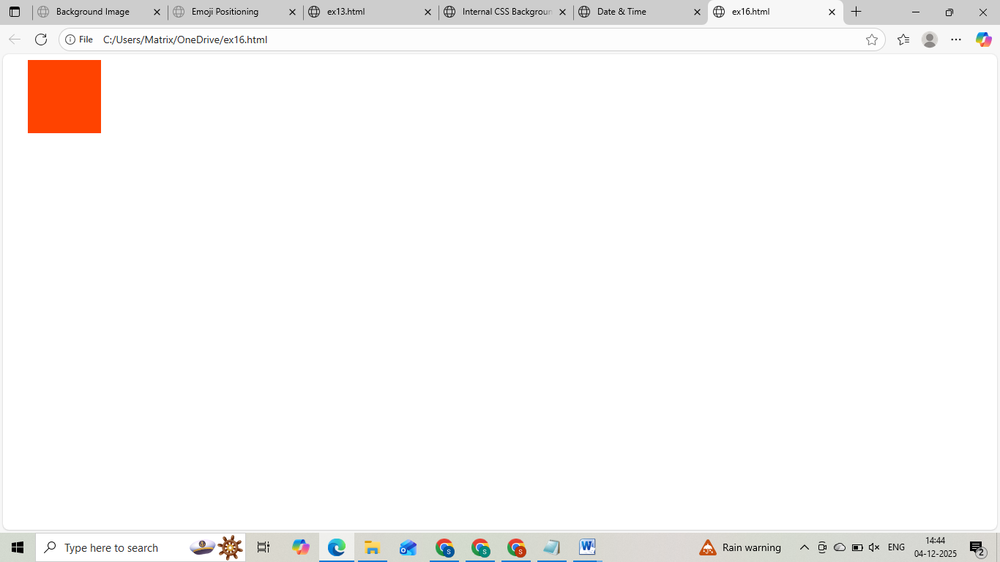 Background Image
Emoji Positioning
ex13.html
Internal CSS Backgroun
Date & Time
ex16.html
File C:/Users/Matrix/OneDrive/ex16.html
Type here to search
S
S
S
Rain warning
ENG
14:44
04-12-2025
2